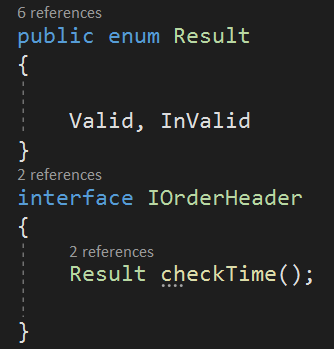 6 references
public enum Result
{
Valid, InValid
}
2 references
interface IOrderHeader
{
2 references
Result checkTime();
}